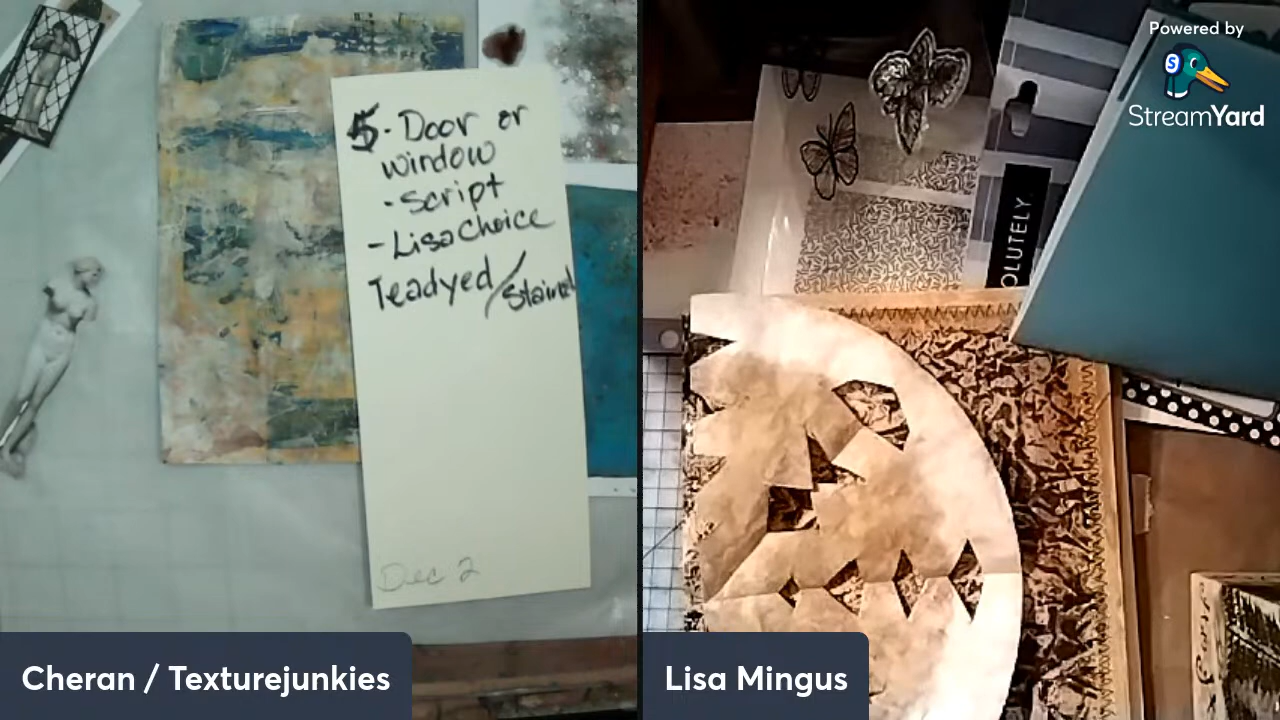 5 - Door or
window
- Script
- Lisa Choice
Teadyed / Stained
Dec 2
OLUTELY
Powered by
StreamYard
Cheran / Texturejunkies
Lisa Mingus